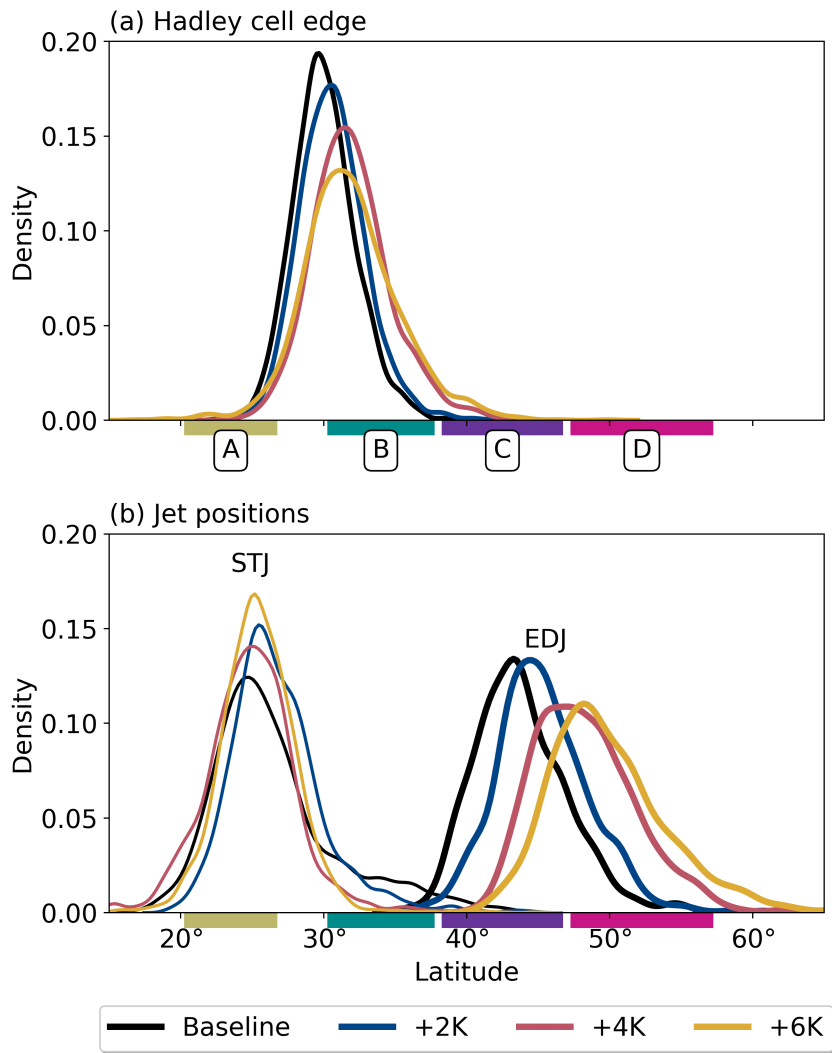 (a) Hadley cell edge
0.20
0.15
0.10
0.05
0.00
Density
A B C D
(b) Jet positions
0.20
0.15
0.10
0.05
0.00
Density
STJ
EDJ
20° 30° 40° 50° 60°
Latitude
Baseline +2K +4K +6K